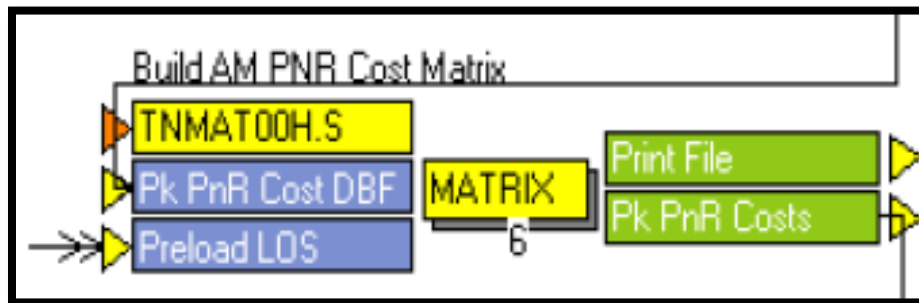 Build AM PNR Cost Matrix
TNMAT00H.S
Pk PnR Cost DBF
Preload LOS
MATRIX
6
Print File
Pk PnR Costs